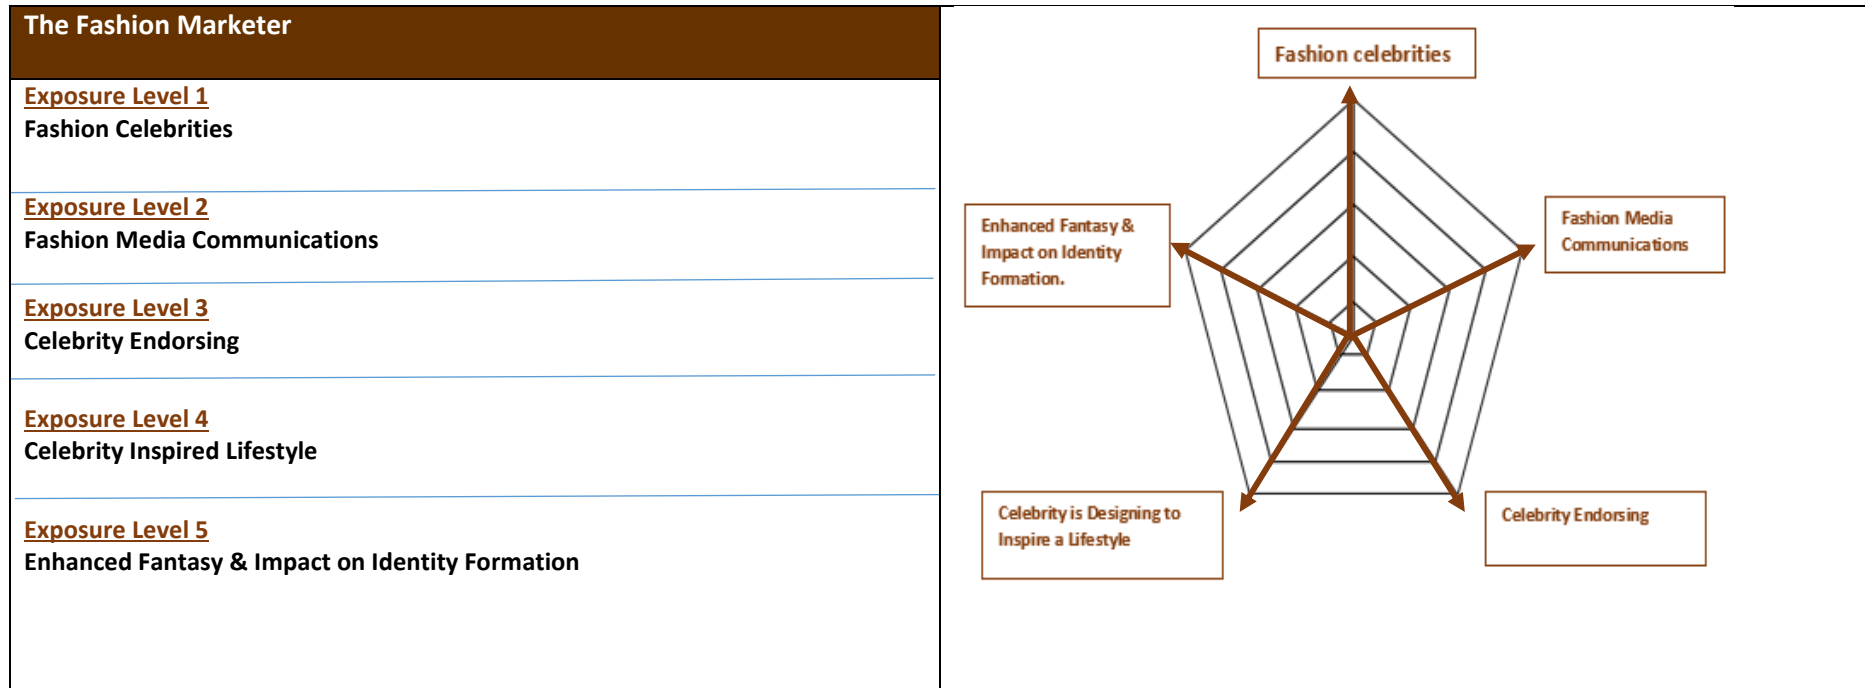 The Fashion Marketer
Exposure Level 1
Fashion Celebrities
Exposure Level 2
Fashion Media Communications
Exposure Level 3
Celebrity Endorsing
Exposure Level 4
Celebrity Inspired Lifestyle
Exposure Level 5
Enhanced Fantasy & Impact on Identity Formation
Fashion celebrities
Fashion Media
Communications
Enhanced Fantasy &
Impact on Identity
Formation.
Celebrity is Designing to
Inspire a Lifestyle
Celebrity Endorsing